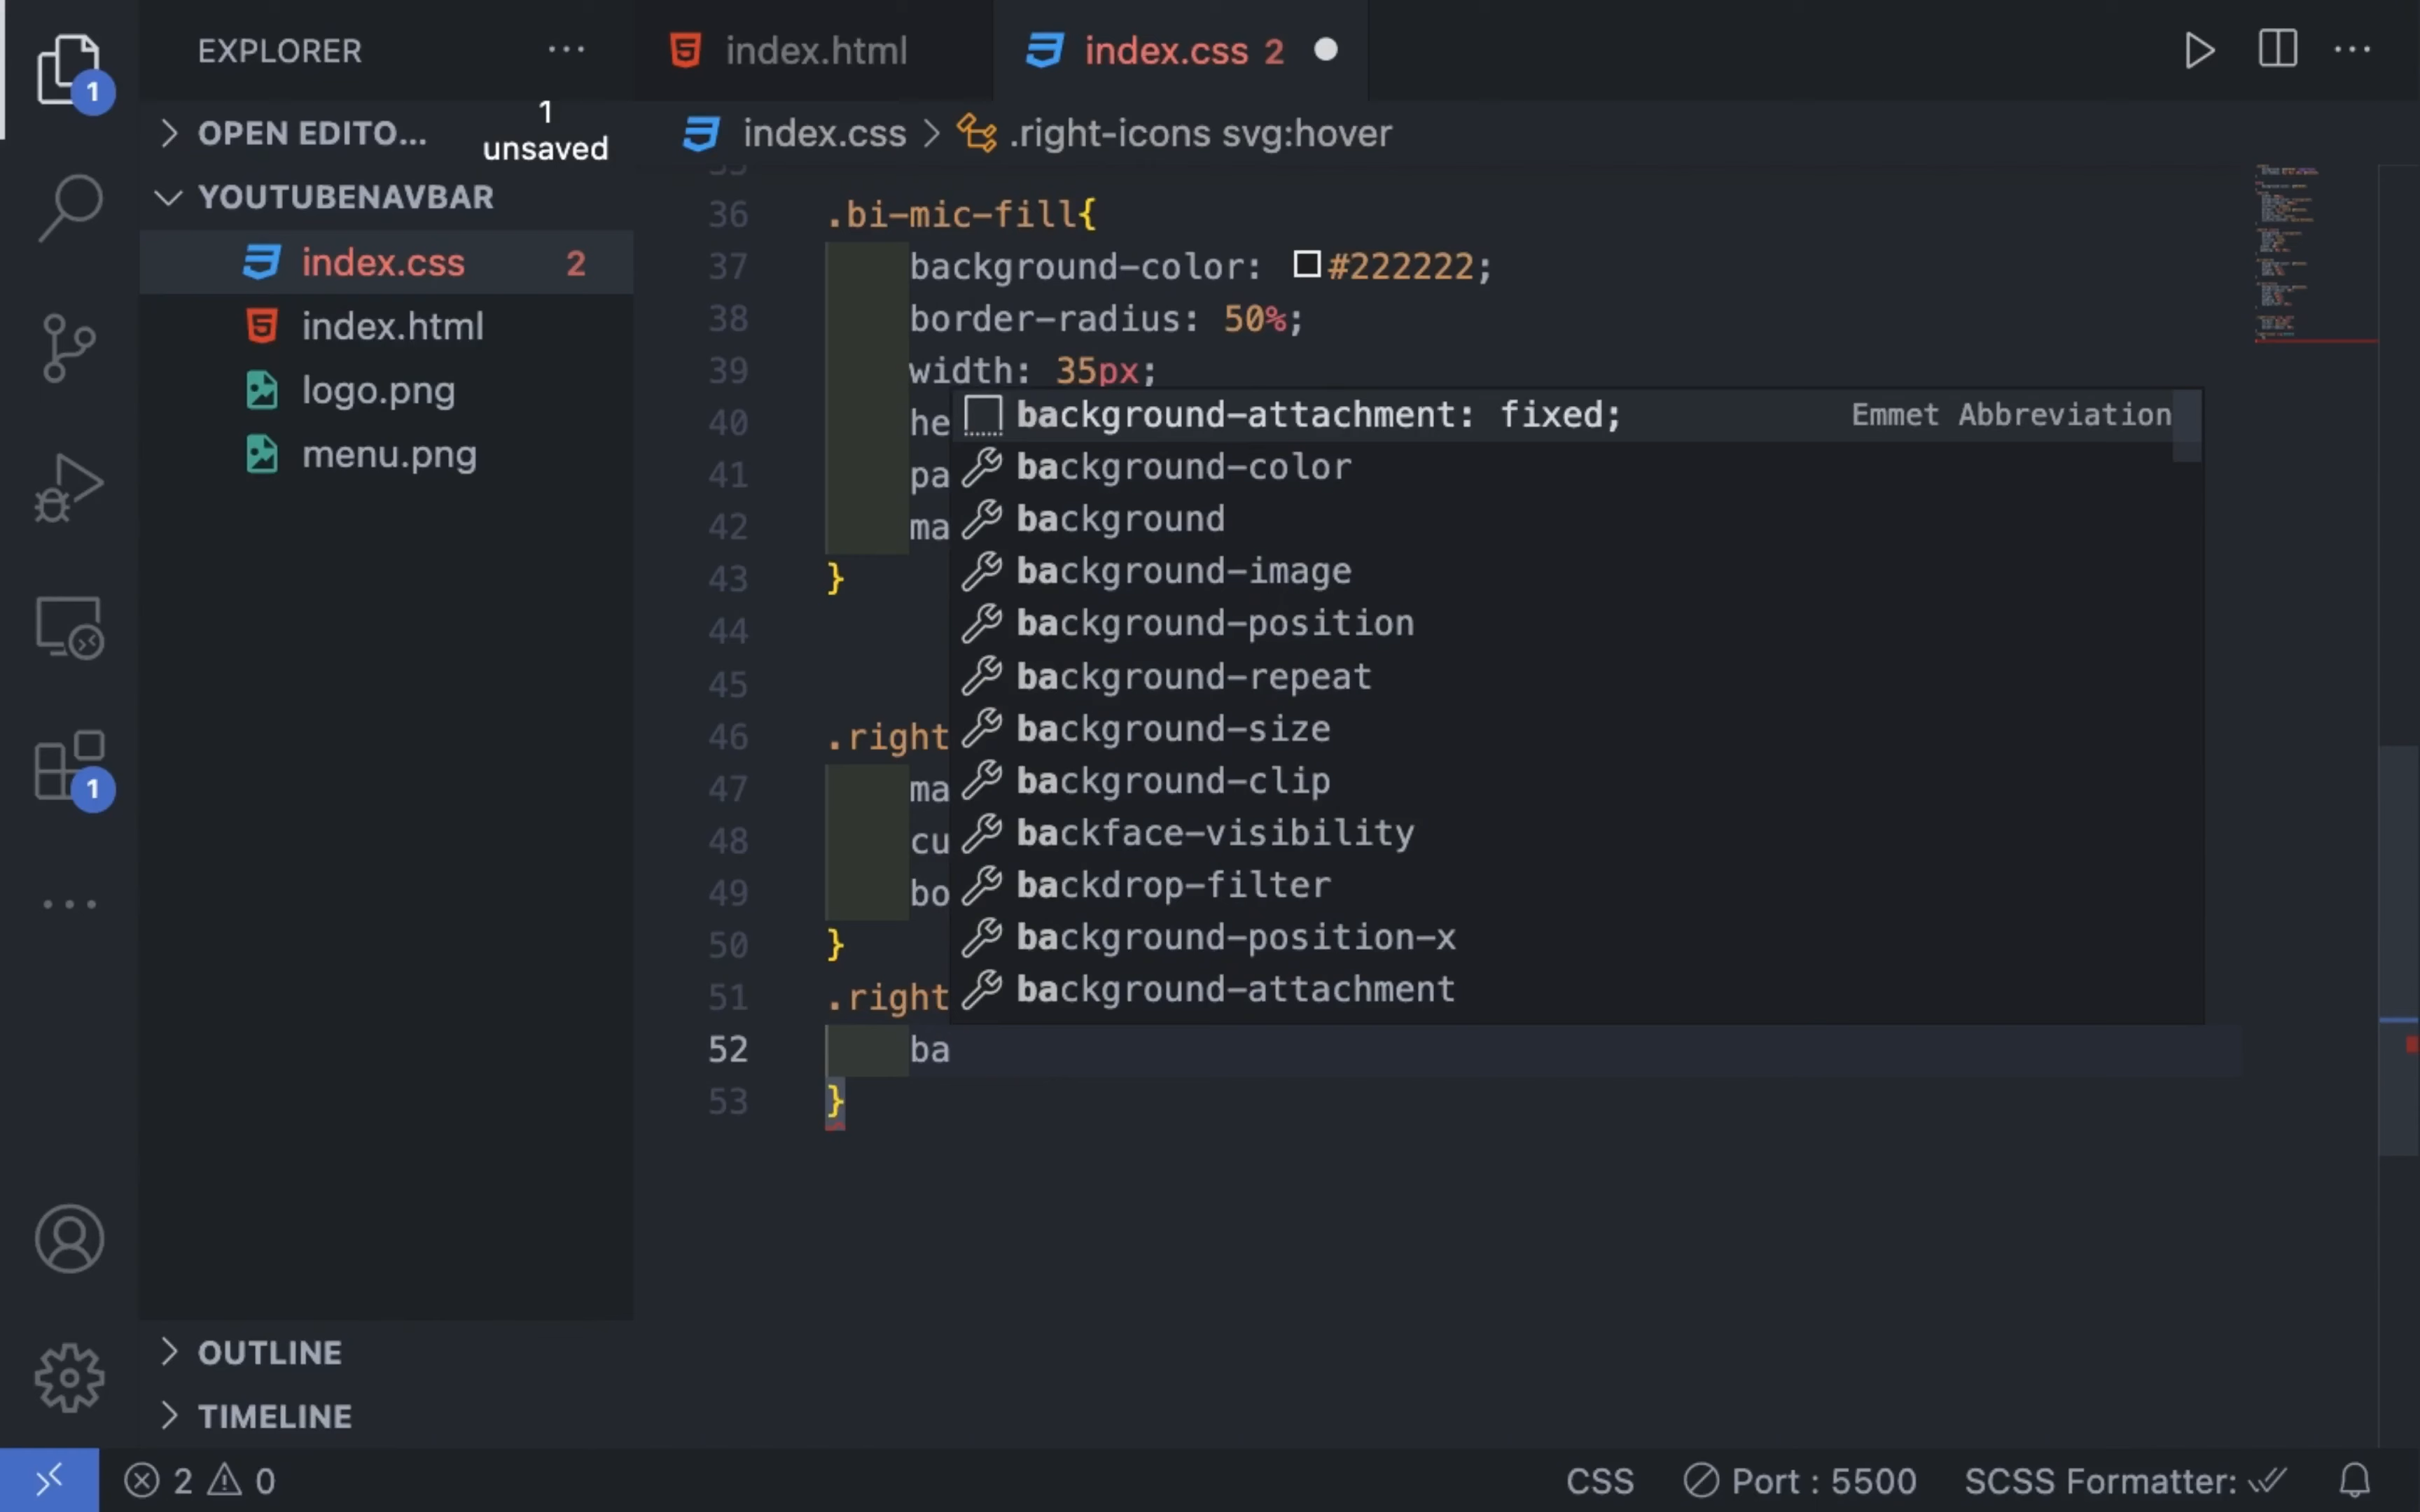 EXPLORER
index.html
index.css 2
1
1
unsaved
OPEN EDITO...
index.css > .right-icons svg:hover
YOUTUBENAVBAR
index.css 2
index.html
logo.png
menu.png
36 .bi-mic-fill{
37 background-color: #222222;
38 border-radius: 50%;
39 width: 35px;
40 he
41 pa
42 ma
43 }
44
45
46 .right
47 ma
48 cu
49 bo
50 }
51 .right
52 ba
53 }
background-attachment: fixed; Emmet Abbreviation
background-color
background
background-image
background-position
background-repeat
background-size
background-clip
backface-visibility
backdrop-filter
background-position-x
background-attachment
1
OUTLINE
TIMELINE
2 0
CSS
Port : 5500
SCSS Formatter: